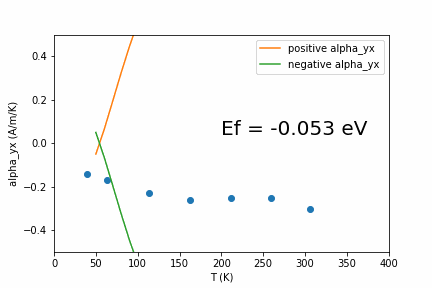 positive alpha_yx
negative alpha_yx
Ef = -0.053 eV
alpha_yx (A/m/K)
0.4
0.2
0.0
−0.2
−0.4
0
50
100
150
200
250
300
350
400
T (K)